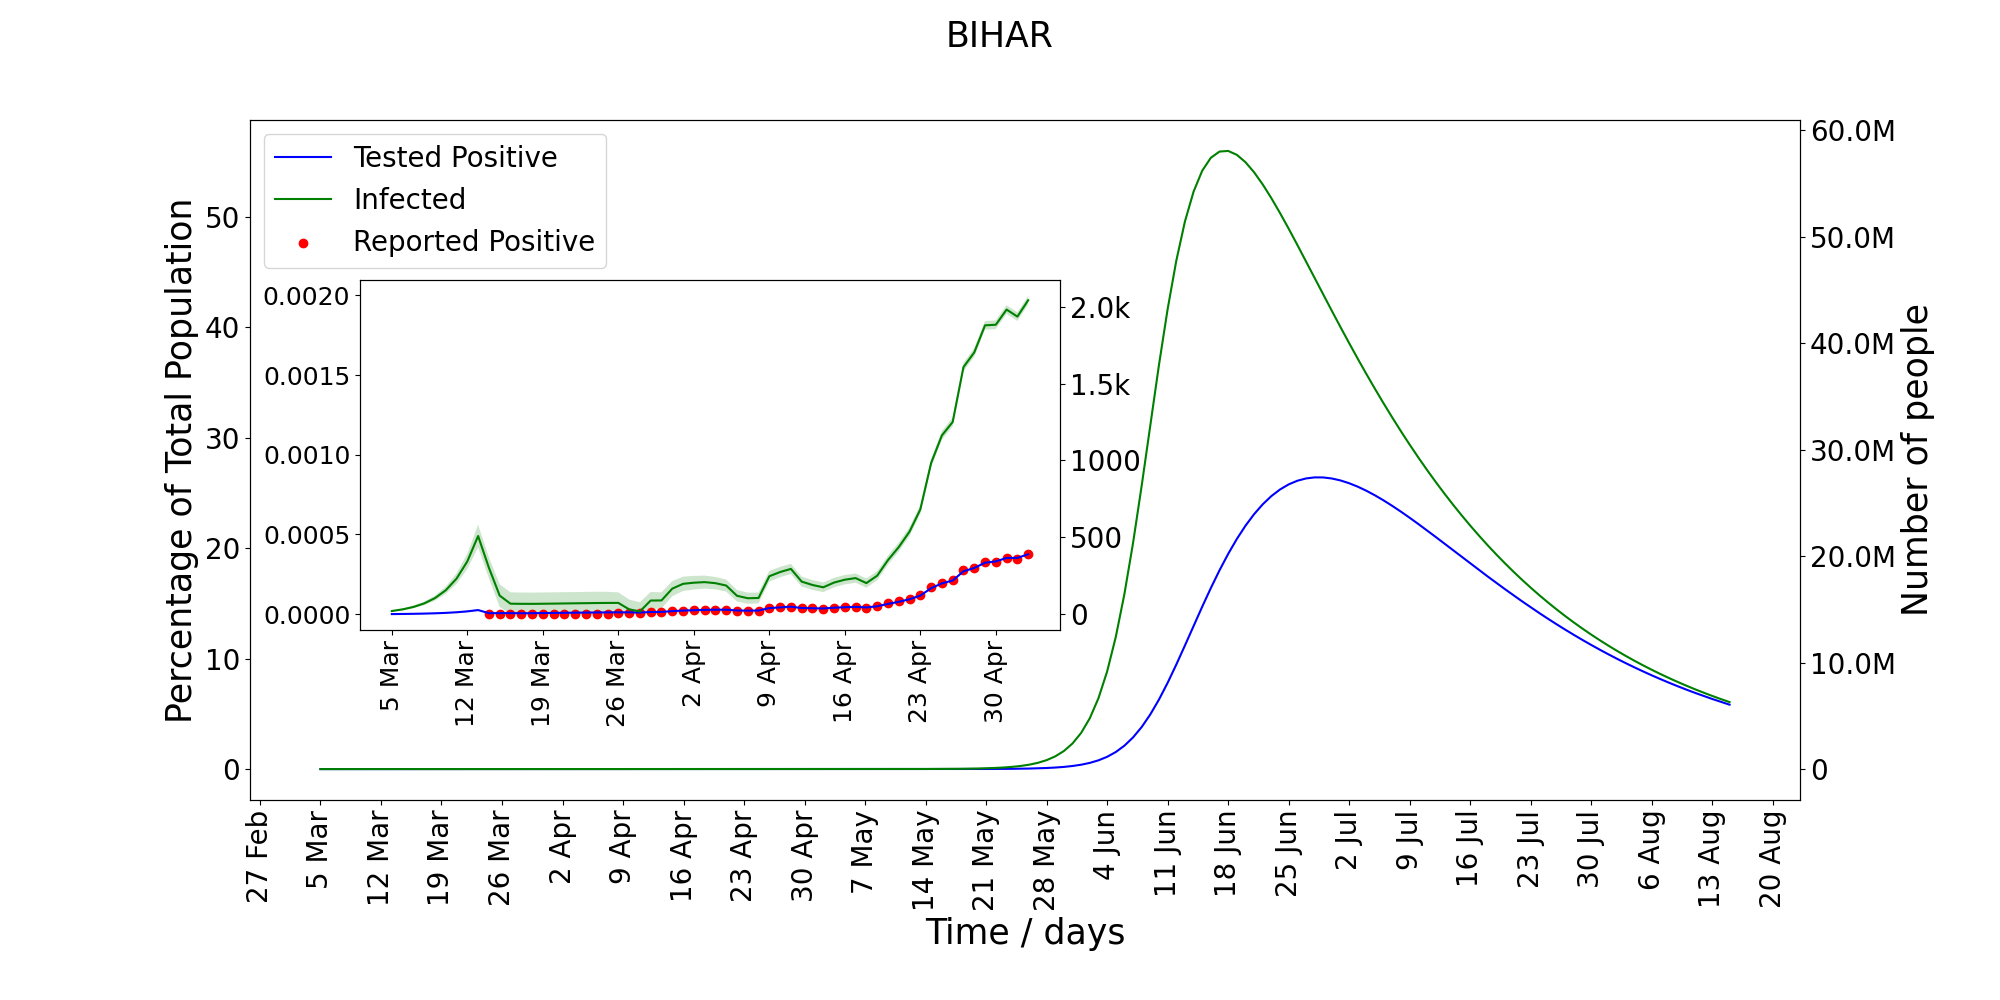 BIHAR
Tested Positive
Infected
Reported Positive
Percentage of Total Population
50
40
30
20
10
0
60.0M
50.0M
40.0M
30.0M
20.0M
10.0M
0
Number of people
0.0020
0.0015
0.0010
0.0005
0.0000
2.0k
1.5k
1000
500
0
5 Mar
12 Mar
19 Mar
26 Mar
2 Apr
9 Apr
16 Apr
23 Apr
30 Apr
27 Feb
5 Mar
12 Mar
19 Mar
26 Mar
2 Apr
9 Apr
16 Apr
23 Apr
30 Apr
7 May
14 May
21 May
28 May
4 Jun
11 Jun
18 Jun
25 Jun
2 Jul
9 Jul
16 Jul
23 Jul
30 Jul
6 Aug
13 Aug
20 Aug
Time / days